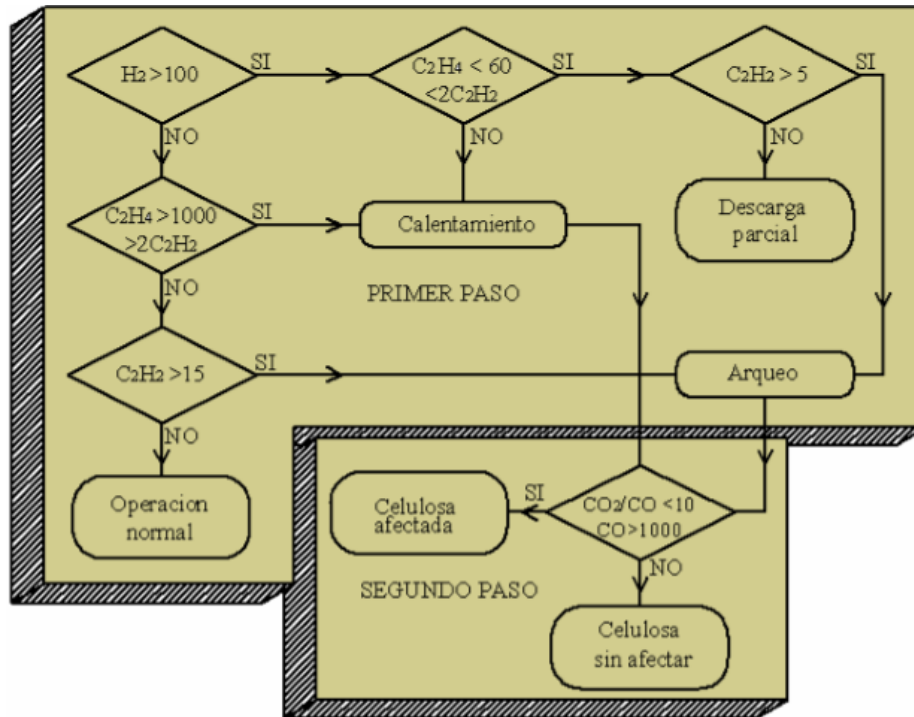 H₂ >100
SI
C₂H₄ < 60
<2C₂H₂
SI
C₂H₂ > 5
SI
NO
NO
NO
C₂H₄ >1000
>2C₂H₂
SI
Calentamiento
Descarga
parcial
NO
PRIMER PASO
C₂H₂ >15
SI
Arqueo
NO
Operacion
normal
Celulosa
afectada
SI
CO₂/CO <10
CO>1000
NO
SEGUNDO PASO
Celulosa
sin afectar